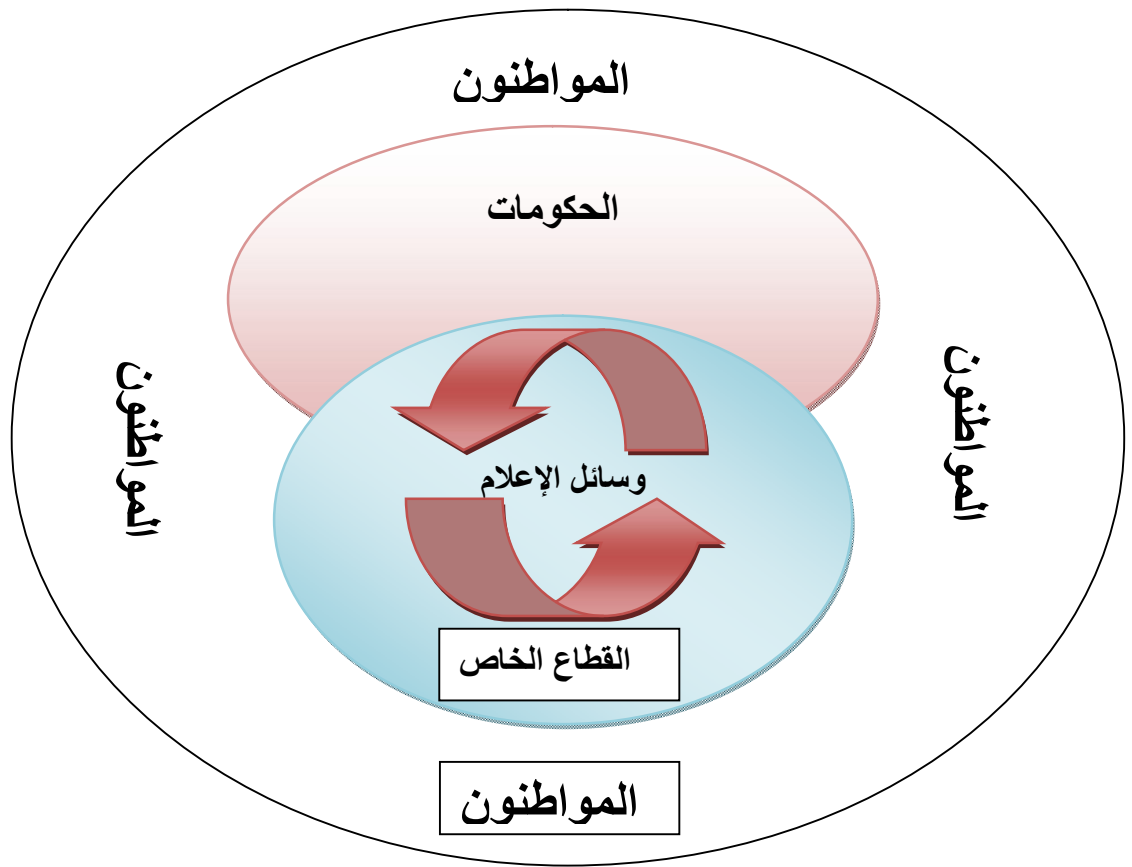 المواطنون
الحكومات
المواطنون
المواطنون
وسائل الإعلام
القطاع الخاص
المواطنون